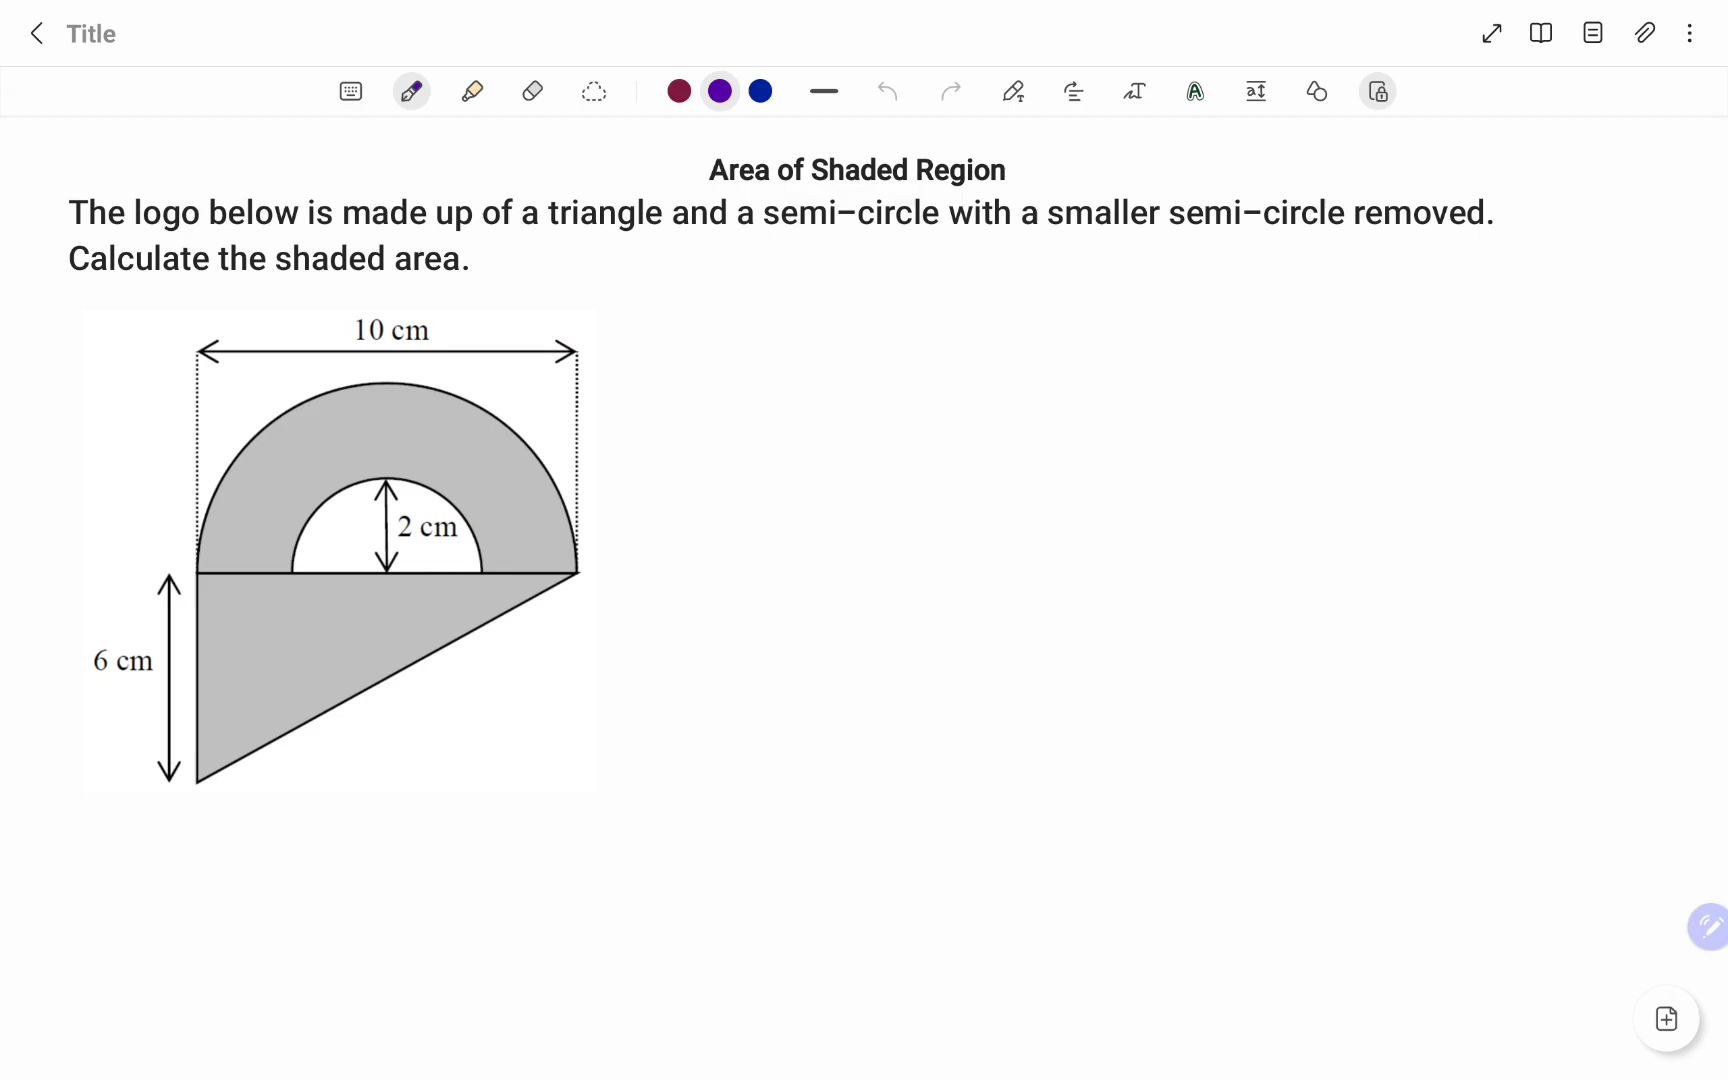 Title
Area of Shaded Region
The logo below is made up of a triangle and a semi-circle with a smaller semi-circle removed.
Calculate the shaded area.
10 cm
2 cm
6 cm